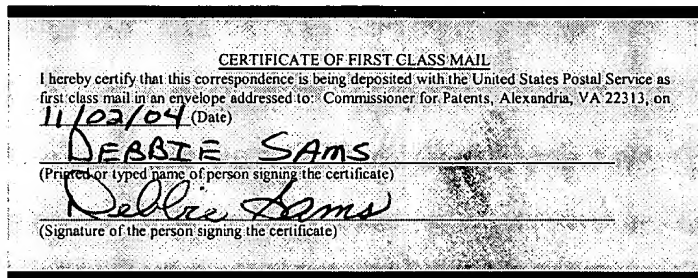 CERTIFICATE OF FIRST CLASS MAIL
I hereby certify that this correspondence is being deposited with the United States Postal Service as
first class mail in an envelope addressed to: Commissioner for Patents, Alexandria, VA 22313, on
11/02/04 (Date)
DEBBIE SAMS
(Printed or typed name of person signing the certificate)
Debbie Sams
(Signature of the person signing the certificate)